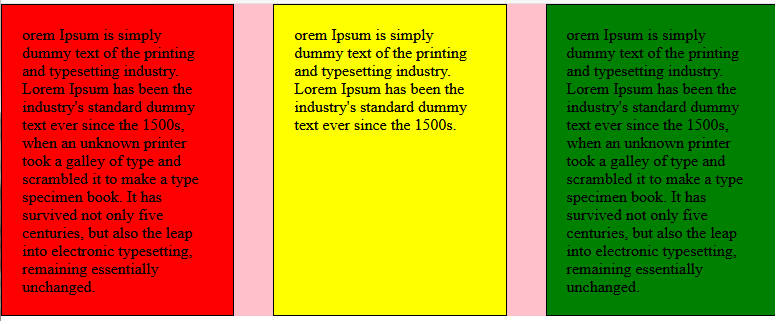 orem Ipsum is simply
dummy text of the printing
and typesetting industry.
Lorem Ipsum has been the
industry's standard dummy
text ever since the 1500s,
when an unknown printer
took a galley of type and
scrambled it to make a type
specimen book. It has
survived not only five
centuries, but also the leap
into electronic typesetting,
remaining essentially
unchanged.
orem Ipsum is simply
dummy text of the printing
and typesetting industry.
Lorem Ipsum has been the
industry's standard dummy
text ever since the 1500s.
orem Ipsum is simply
dummy text of the printing
and typesetting industry.
Lorem Ipsum has been the
industry's standard dummy
text ever since the 1500s,
when an unknown printer
took a galley of type and
scrambled it to make a type
specimen book. It has
survived not only five
centuries, but also the leap
into electronic typesetting,
remaining essentially
unchanged.